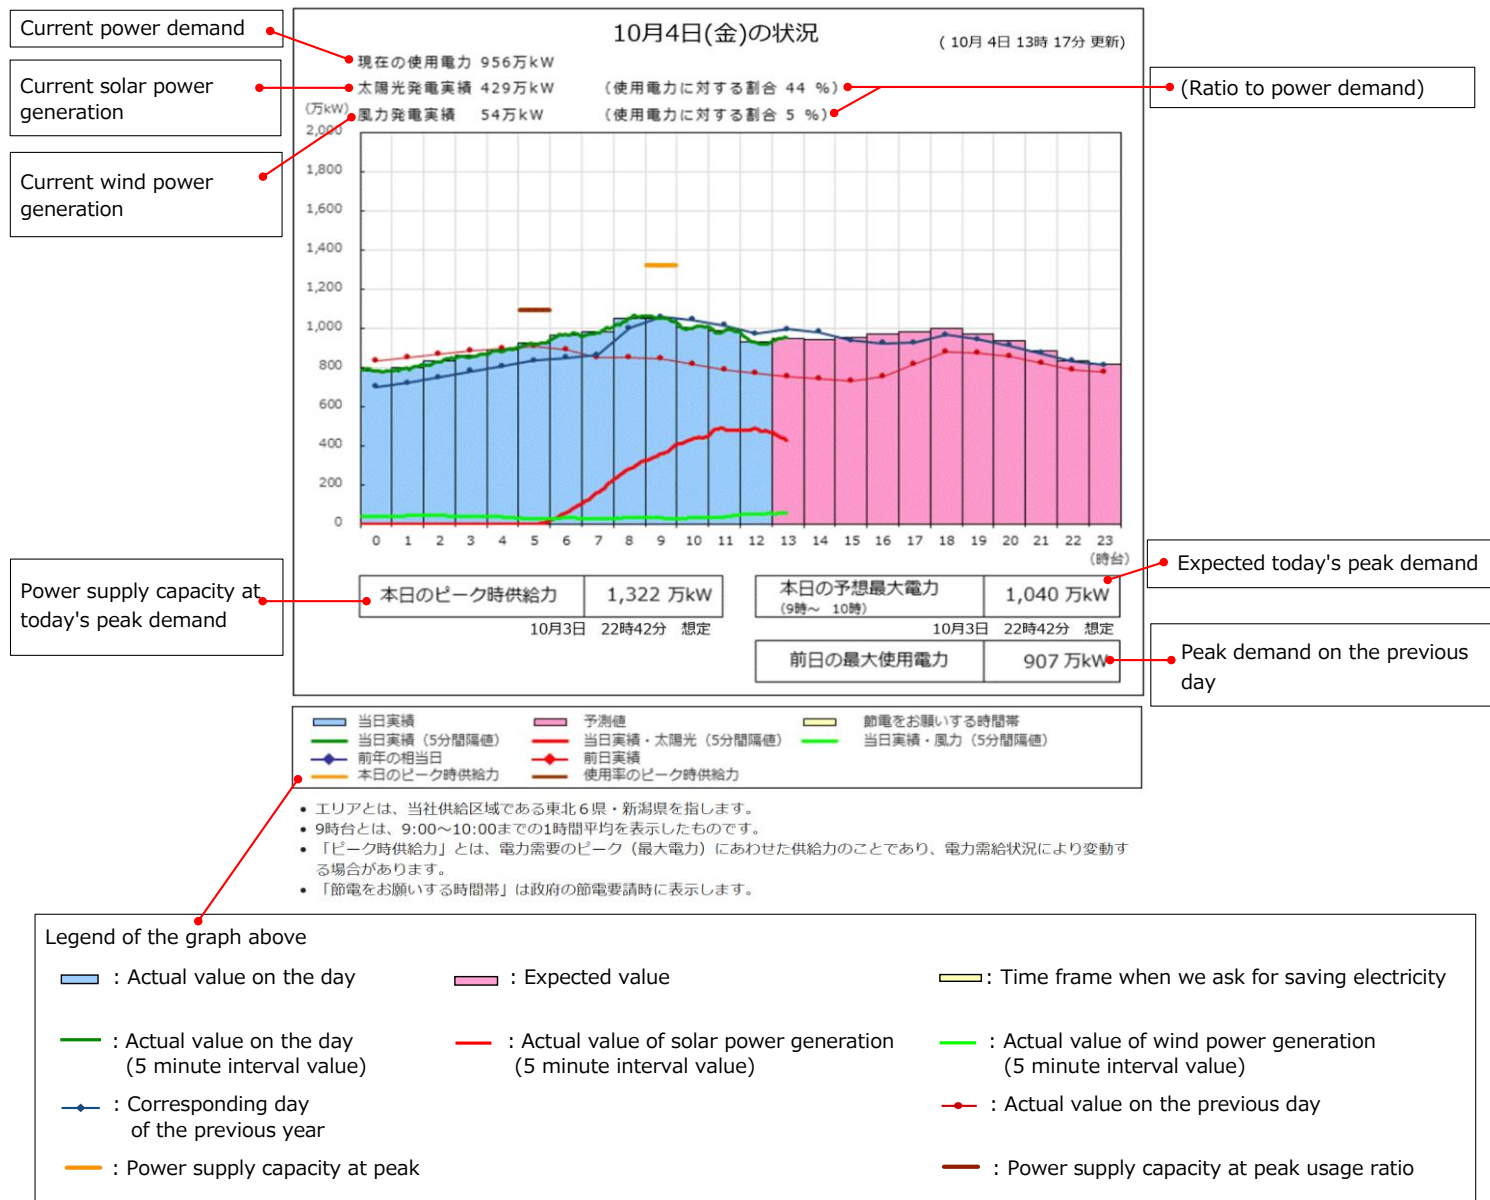 Current power demand
10月4日(金)の状況
( 10月 4日 13時 17分 更新)
現在の使用電力 956万kW
Current solar power
generation
太陽光発電実績 429万kW (使用電力に対する割合 44 %)
(Ratio to power demand)
(万kW)
風力発電実績 54万kW (使用電力に対する割合 5 %)
Current wind power
generation
2,000
1,800
1,600
1,400
1,200
1,000
800
600
400
200
0
0 1 2 3 4 5 6 7 8 9 10 11 12 13 14 15 16 17 18 19 20 21 22 23
(時台)
Power supply capacity at
today's peak demand
本日のピーク時供給力 1,322 万kW
10月3日 22時42分 想定
本日の予想最大電力
(9時～ 10時)
1,040 万kW
10月3日 22時42分 想定
Expected today's peak demand
前日の最大使用電力 907 万kW
Peak demand on the previous
day
当日実績 予測値 節電をお願いする時間帯
当日実績（5分間隔値） 当日実績・太陽光（5分間隔値） 当日実績・風力（5分間隔値）
前年の相当日 前日実績
本日のピーク時供給力 使用率のピーク時供給力
• エリアとは、当社供給区域である東北６県・新潟県を指します。
• 9時台とは、9:00～10:00までの1時間平均を表示したものです。
• 「ピーク時供給力」とは、電力需要のピーク（最大電力）にあわせた供給力のことであり、電力需給状況により変動す
る場合があります。
• 「節電をお願いする時間帯」は政府の節電要請時に表示します。
Legend of the graph above
: Actual value on the day
: Expected value
: Time frame when we ask for saving electricity
: Actual value on the day
(5 minute interval value)
: Actual value of solar power generation
(5 minute interval value)
: Actual value of wind power generation
(5 minute interval value)
: Corresponding day
of the previous year
: Actual value on the previous day
: Power supply capacity at peak
: Power supply capacity at peak usage ratio